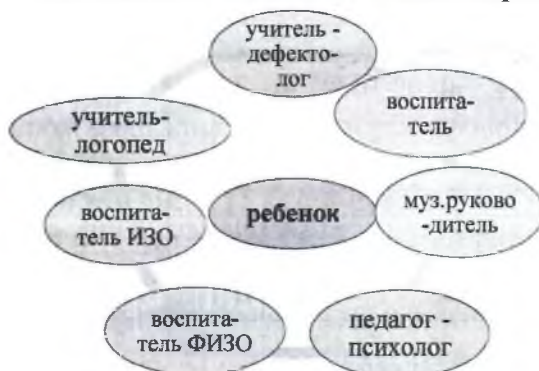 учитель -
дефекто-
лог
воспита-
тель
учитель-
логопед
воспита-
тель ИЗО
ребенок
муз.руково
-дитель
воспита-
тель ФИЗО
педагог -
психолог